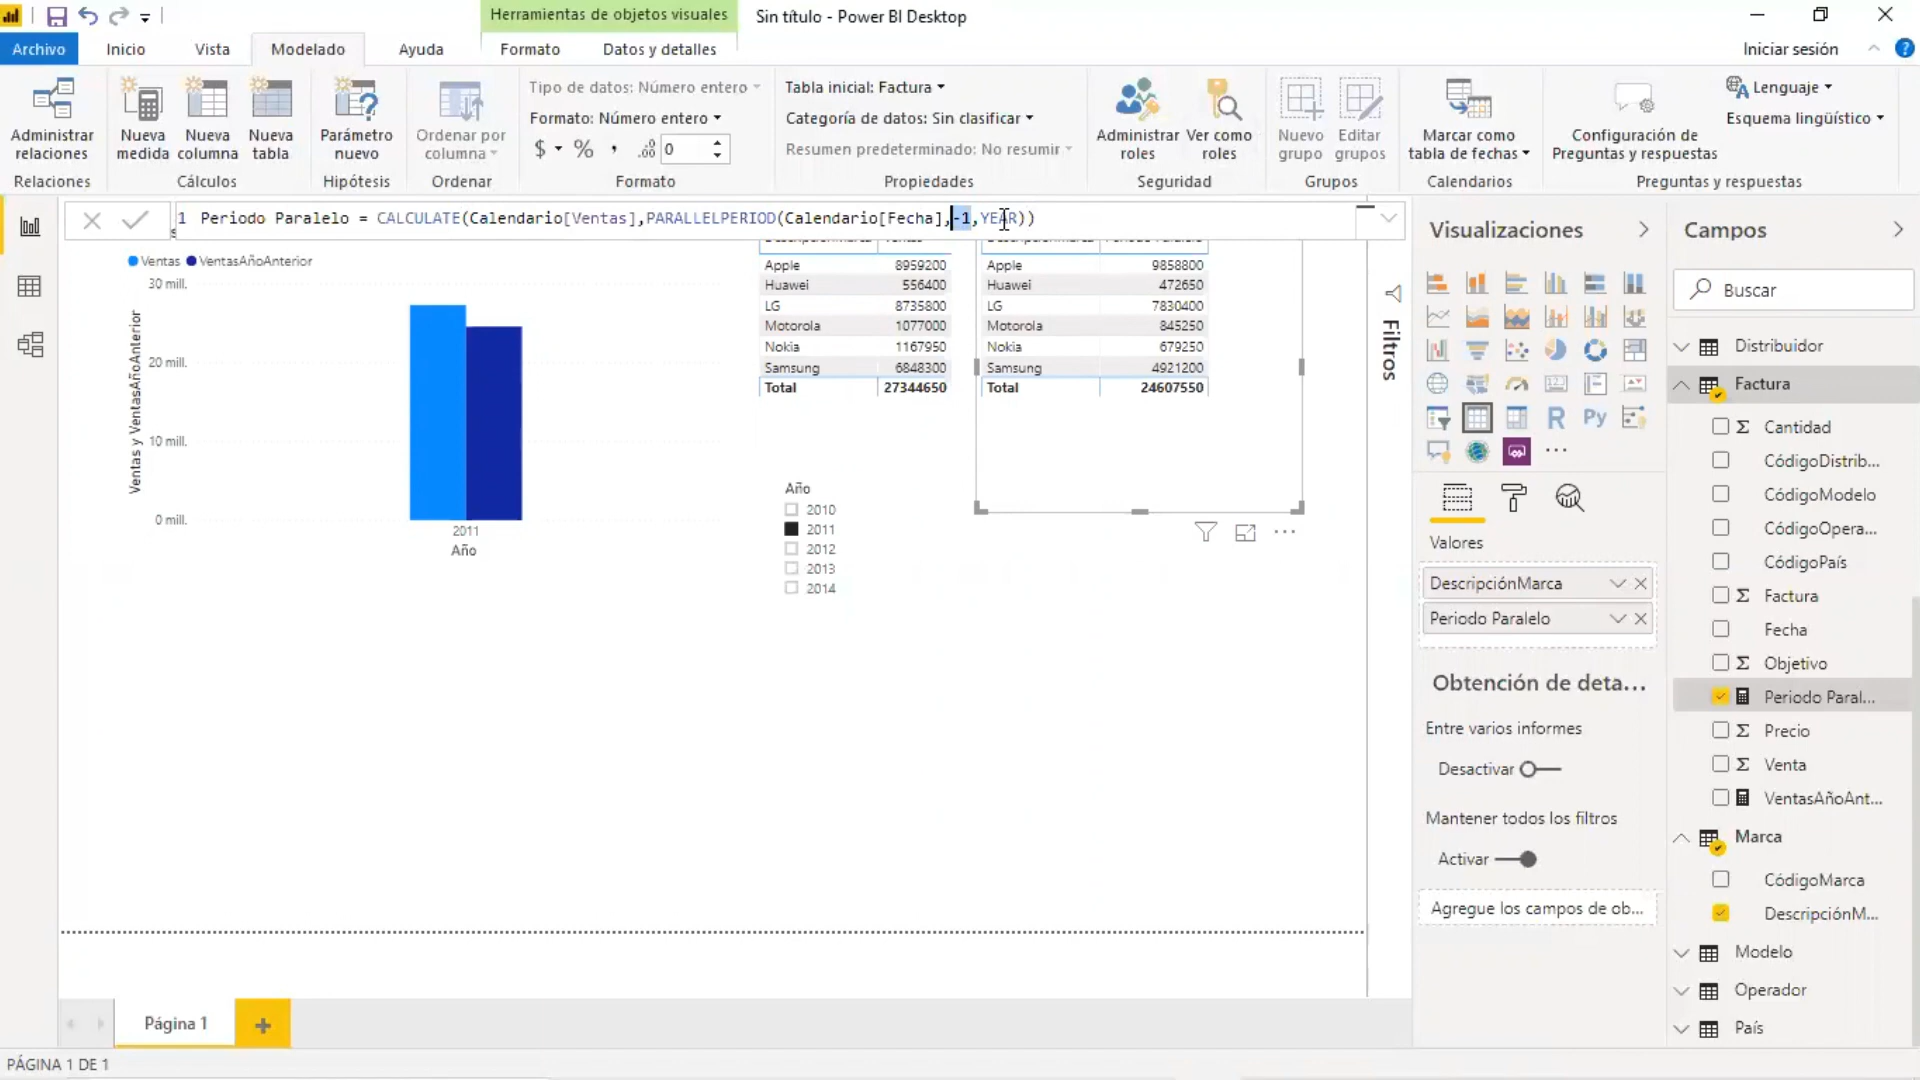 Herramientas de objetos visuales
Sin título - Power BI Desktop
Archivo
Inicio
Vista
Modelado
Ayuda
Formato
Datos y detalles
Iniciar sesión
Administrar relaciones
Nueva medida
Nueva columna
Nueva tabla
Parámetro nuevo
Ordenar por columna
Tipo de datos: Número entero
Formato: Número entero
$ % , 0
Tabla inicial: Factura
Categoría de datos: Sin clasificar
Resumen predeterminado: No resumir
Administrar roles
Ver como roles
Nuevo grupo
Editar grupos
Marcar como tabla de fechas
Configuración de Preguntas y respuestas
Lenguaje
Esquema lingüístico
Relaciones
Cálculos
Hipótesis
Ordenar
Formato
Propiedades
Seguridad
Grupos
Calendarios
Preguntas y respuestas
1 Periodo Paralelo = CALCULATE(Calendario[Ventas],PARALLELPERIOD(Calendario[Fecha],-1,YEAR))
Ventas VentasAñoAnterior
Ventas y VentasAñoAnterior
30 mill.
20 mill.
10 mill.
0 mill.
2011
Año
Apple 8959200
Huawei 556400
LG 8735800
Motorola 1077000
Nokia 1167950
Samsung 6848300
Total 27344650
Apple 9858800
Huawei 472650
LG 7830400
Motorola 845250
Nokia 679250
Samsung 4921200
Total 24607550
Año
2010
2011
2012
2013
2014
Filtros
Visualizaciones
R Py
Valores
DescripciónMarca
Periodo Paralelo
Obtención de deta...
Entre varios informes
Desactivar
Mantener todos los filtros
Activar
Agregue los campos de ob...
Campos
Buscar
Distribuidor
Factura
Cantidad
CódigoDistrib...
CódigoModelo
CódigoOpera...
CódigoPaís
Factura
Fecha
Objetivo
Periodo Paral...
Precio
Venta
VentasAñoAnt...
Marca
CódigoMarca
DescripciónM...
Modelo
Operador
País
Página 1
PÁGINA 1 DE 1